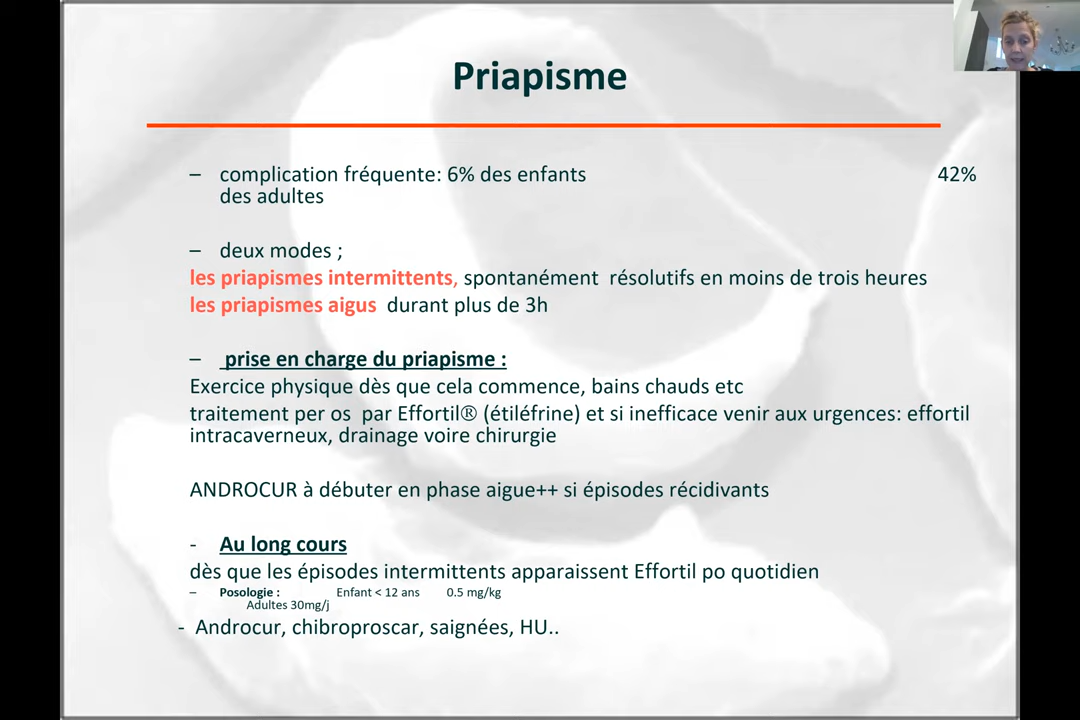 Priapisme
– complication fréquente: 6% des enfants 42%
des adultes
– deux modes ;
les priapismes intermittents, spontanément résolutifs en moins de trois heures
les priapismes aigus durant plus de 3h
– prise en charge du priapisme :
Exercice physique dès que cela commence, bains chauds etc
traitement per os par Effortil® (étiléfrine) et si inefficace venir aux urgences: effortil
intracaverneux, drainage voire chirurgie
ANDROCUR à débuter en phase aigue++ si épisodes récidivants
- Au long cours
dès que les épisodes intermittents apparaissent Effortil po quotidien
– Posologie : Enfant < 12 ans 0.5 mg/kg
Adultes 30mg/j
- Androcur, chibroproscar, saignées, HU..